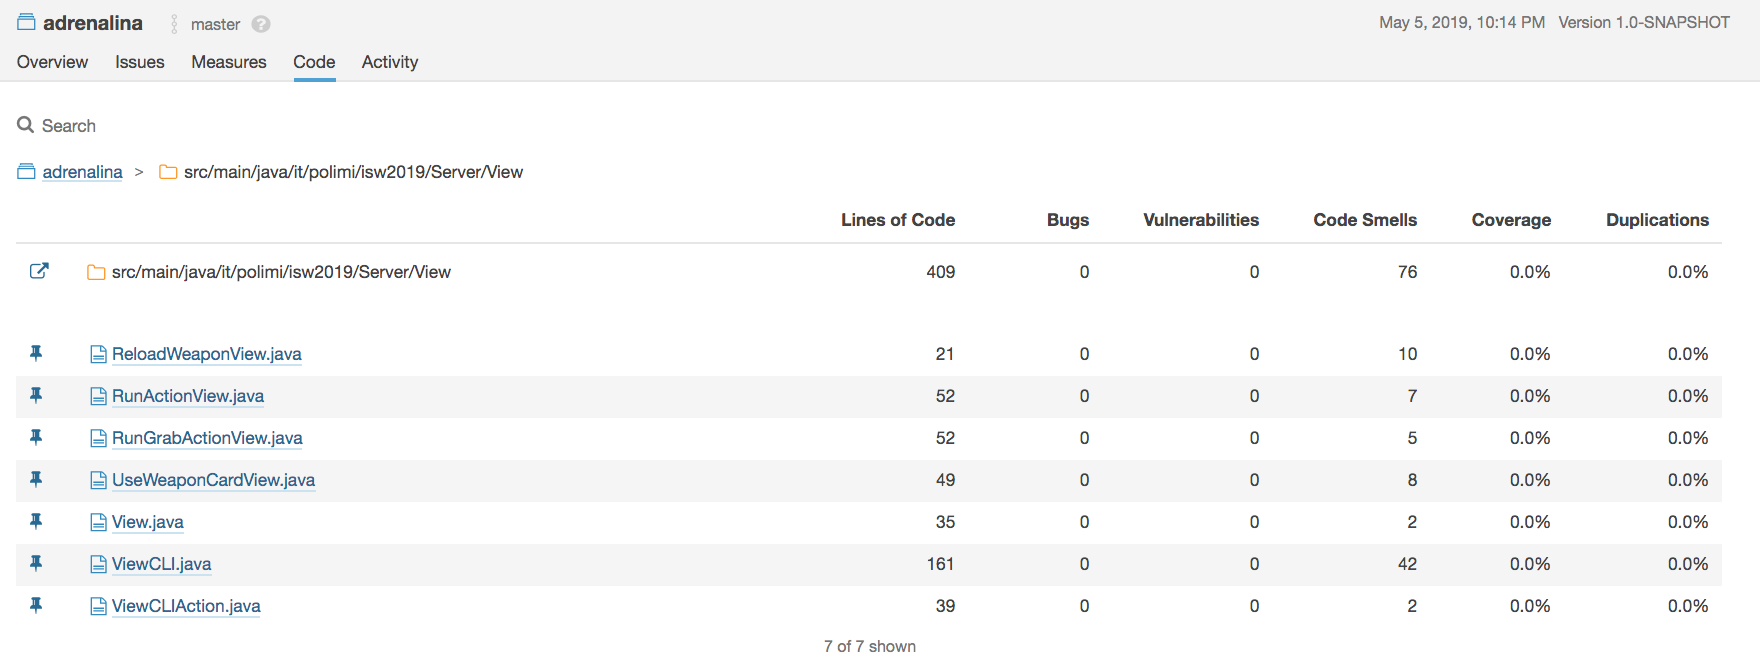 adrenalina master ? May 5, 2019, 10:14 PM Version 1.0-SNAPSHOT
Overview Issues Measures Code Activity
Search
adrenalina > src/main/java/it/polimi/isw2019/Server/View
Lines of Code Bugs Vulnerabilities Code Smells Coverage Duplications
src/main/java/it/polimi/isw2019/Server/View 409 0 0 76 0.0% 0.0%
ReloadWeaponView.java 21 0 0 10 0.0% 0.0%
RunActionView.java 52 0 0 7 0.0% 0.0%
RunGrabActionView.java 52 0 0 5 0.0% 0.0%
UseWeaponCardView.java 49 0 0 8 0.0% 0.0%
View.java 35 0 0 2 0.0% 0.0%
ViewCLI.java 161 0 0 42 0.0% 0.0%
ViewCLIAction.java 39 0 0 2 0.0% 0.0%
7 of 7 shown